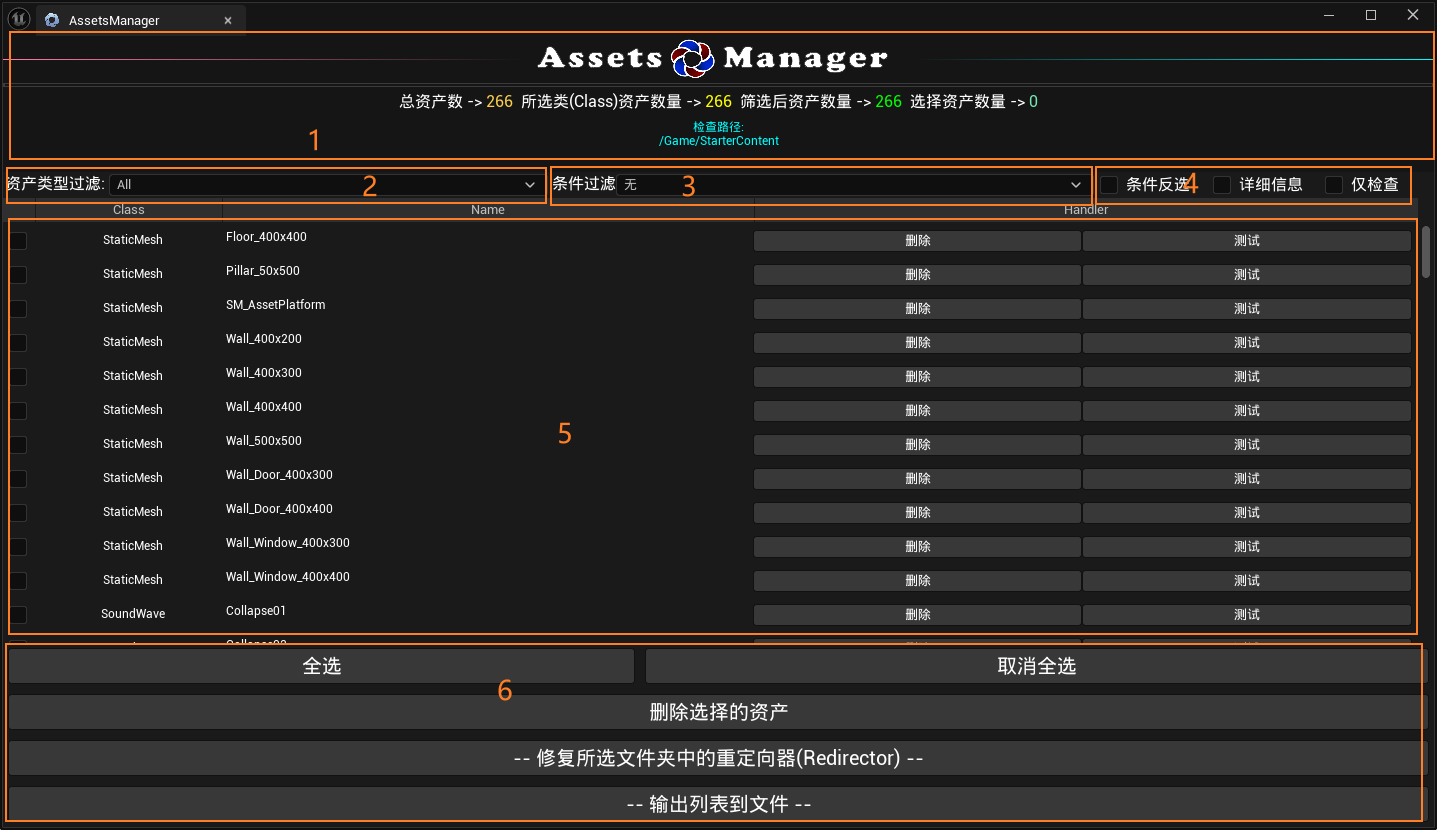 AssetsManager
Assets Manager
总资产数 -> 266 所选类(Class)资产数量 -> 266 筛选后资产数量 -> 266 选择资产数量 -> 0
检查路径:
/Game/StarterContent
1
资产类型过滤: All 2 条件过滤 无 3 条件反选 4 详细信息 仅检查
Class Name Handler
StaticMesh Floor_400x400 删除 测试
StaticMesh Pillar_50x500 删除 测试
StaticMesh SM_AssetPlatform 删除 测试
StaticMesh Wall_400x200 删除 测试
StaticMesh Wall_400x300 删除 测试
StaticMesh Wall_400x400 删除 测试
5
StaticMesh Wall_500x500 删除 测试
StaticMesh Wall_Door_400x300 删除 测试
StaticMesh Wall_Door_400x400 删除 测试
StaticMesh Wall_Window_400x300 删除 测试
StaticMesh Wall_Window_400x400 删除 测试
SoundWave Collapse01 删除 测试
全选 取消全选
6
删除选择的资产
-- 修复所选文件夹中的重定向器(Redirector) --
-- 输出列表到文件 --